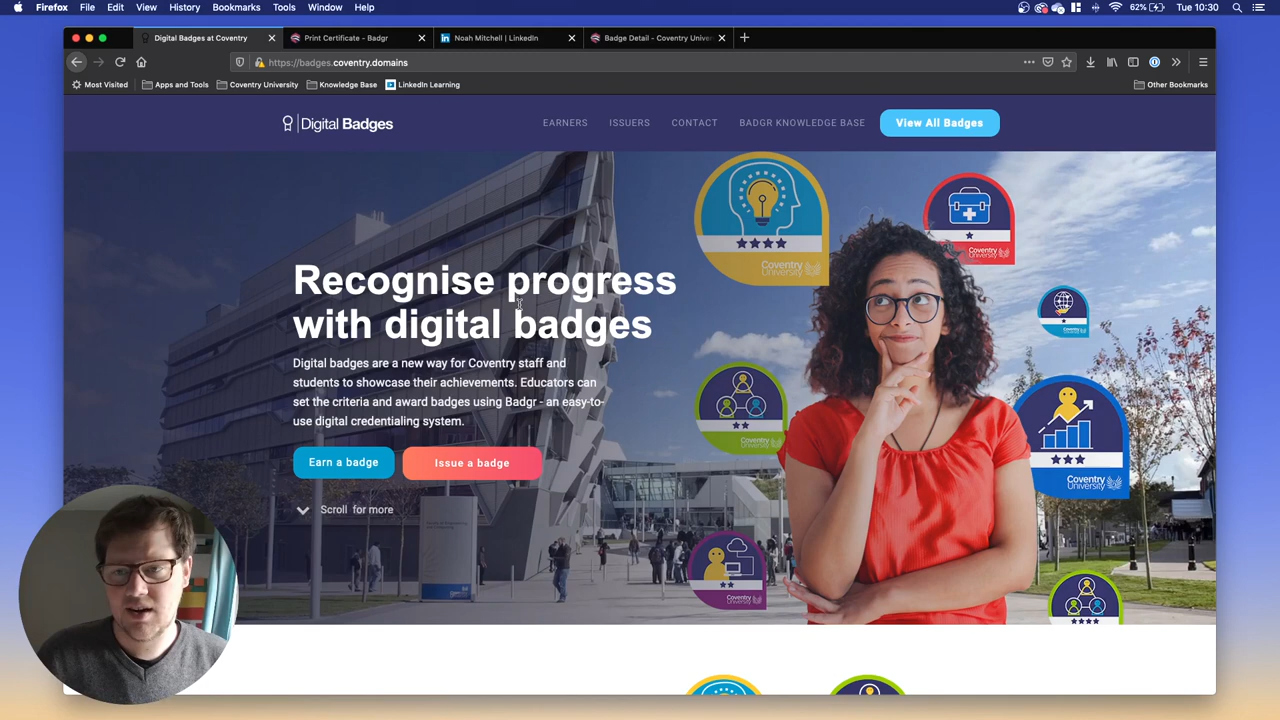 Firefox File Edit View History Bookmarks Tools Window Help 62% Tue 10:30
Digital Badges at Coventry Print Certificate - Badgr Noah Mitchell | LinkedIn Badge Detail - Coventry Univer
https://badges.coventry.domains
Most Visited Apps and Tools Coventry University Knowledge Base LinkedIn Learning Other Bookmarks
Digital Badges EARNERS ISSUERS CONTACT BADGR KNOWLEDGE BASE View All Badges
Recognise progress
with digital badges
Digital badges are a new way for Coventry staff and
students to showcase their achievements. Educators can
set the criteria and award badges using Badgr - an easy-to-
use digital credentialing system.
Earn a badge Issue a badge
Scroll for more
Coventry
University
Coventry
University
Coventry
University
Coventry
University
Coventry
University